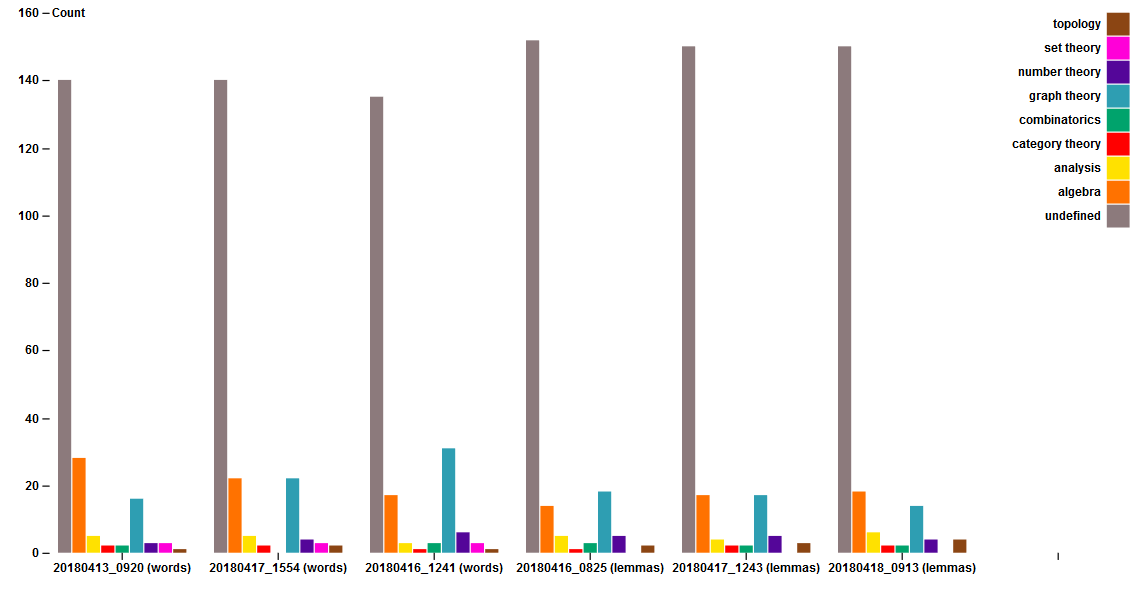 160 Count
140
120
100
80
60
40
20
0
20180413_0920 (words) 20180417_1554 (words) 20180416_1241 (words) 20180416_0825 (lemmas) 20180417_1243 (lemmas) 20180418_0913 (lemmas)
topology
set theory
number theory
graph theory
combinatorics
category theory
analysis
algebra
undefined